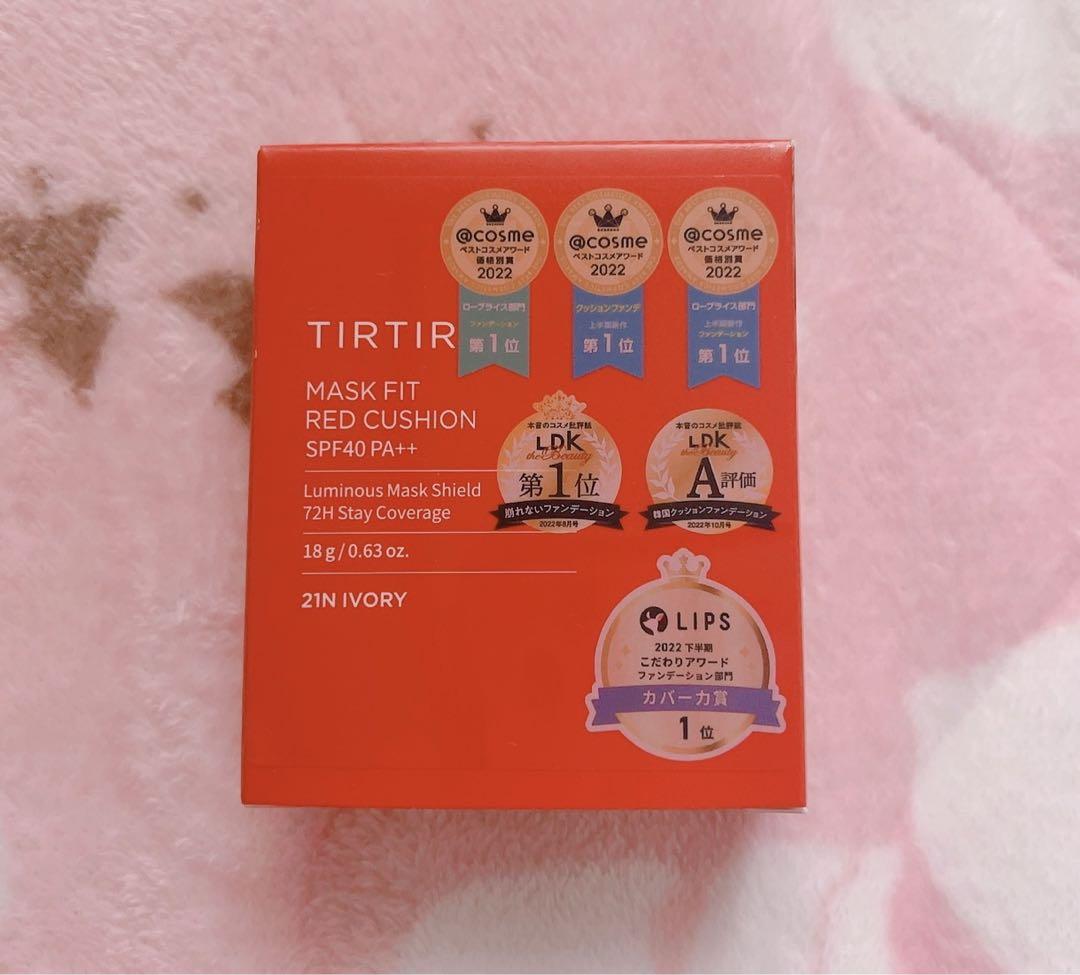 TIRTIR
MASK FIT
RED CUSHION
SPF40 PA++
Luminous Mask Shield
72H Stay Coverage
18 g / 0.63 oz.
21N IVORY
@cosme
ベストコスメアワード
価格別賞
2022
ロープライス部門
ファンデーション
第1位
@cosme
ベストコスメアワード
2022
クッションファンデ
上半期新作
第1位
@cosme
ベストコスメアワード
価格別賞
2022
ロープライス部門
上半期新作
ファンデーション
第1位
本音のコスメ批評誌
LDK
the Beauty
第1位
崩れないファンデーション
2022年8月号
本音のコスメ批評誌
LDK
the Beauty
A評価
韓国クッションファンデーション
2022年10月号
LIPS
2022 下半期
こだわりアワード
ファンデーション部門
カバー力賞
1位